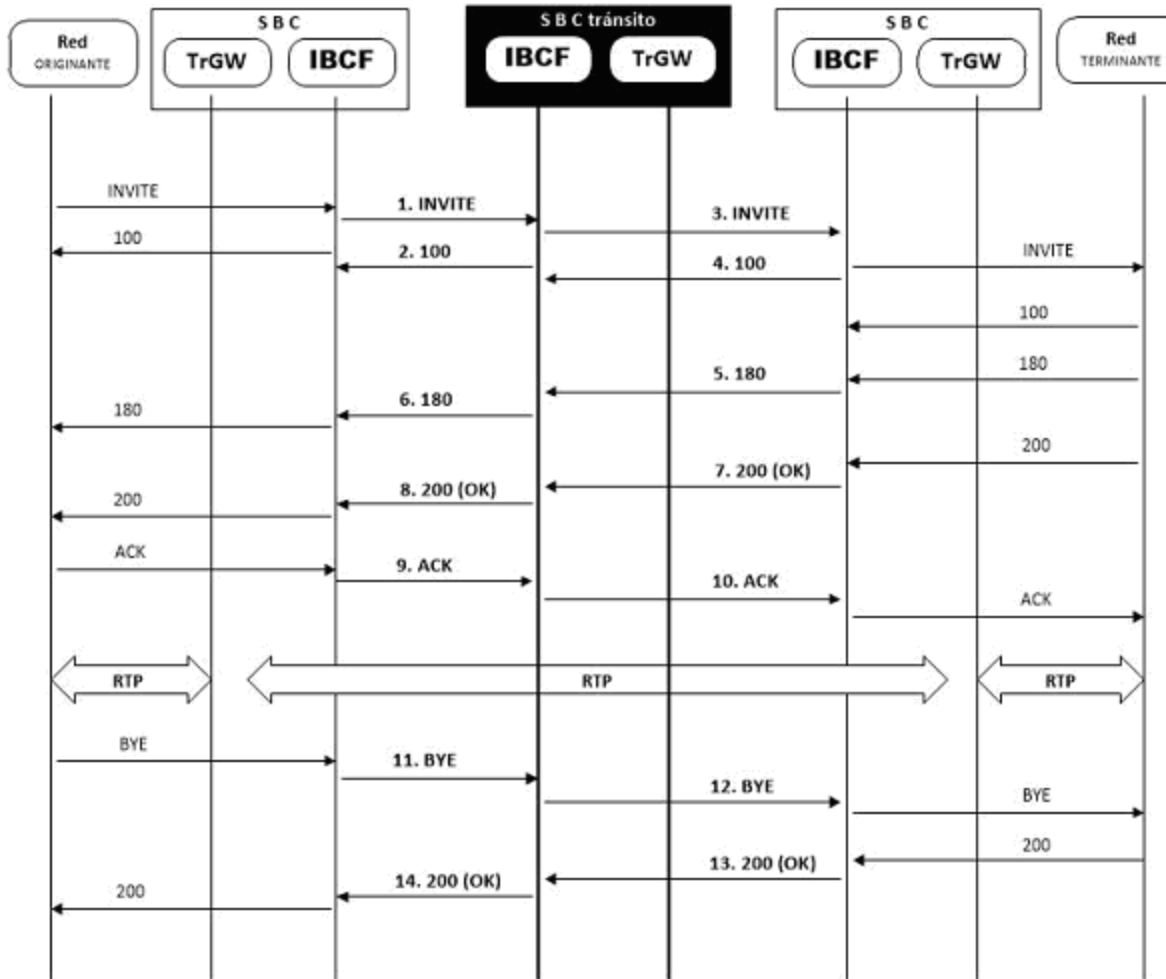 S B C
S B C tránsito
S B C
Red
ORIGINANTE
TrGW
IBCF
IBCF
TrGW
IBCF
TrGW
Red
TERMINANTE
INVITE
1. INVITE
3. INVITE
100
2. 100
4. 100
INVITE
100
180
5. 180
6. 180
180
200
7. 200 (OK)
8. 200 (OK)
200
ACK
9. ACK
10. ACK
ACK
RTP
RTP
RTP
BYE
11. BYE
12. BYE
BYE
200
13. 200 (OK)
14. 200 (OK)
200